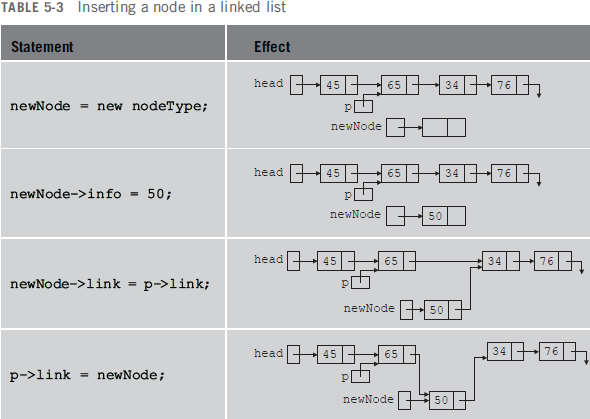 TABLE 5-3 Inserting a node in a linked list
Statement Effect
newNode = new nodeType;
head 45 65 34 76
p
newNode
newNode->info = 50;
head 45 65 34 76
p
newNode 50
newNode->link = p->link;
head 45 65 34 76
p
newNode 50
p->link = newNode;
head 45 65 34 76
p
newNode 50